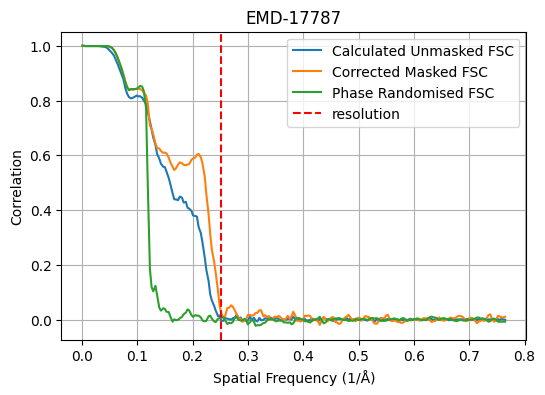 EMD-17787
Calculated Unmasked FSC
Corrected Masked FSC
Phase Randomised FSC
resolution
Correlation
1.0
0.8
0.6
0.4
0.2
0.0
0.0 0.1 0.2 0.3 0.4 0.5 0.6 0.7 0.8
Spatial Frequency (1/Å)